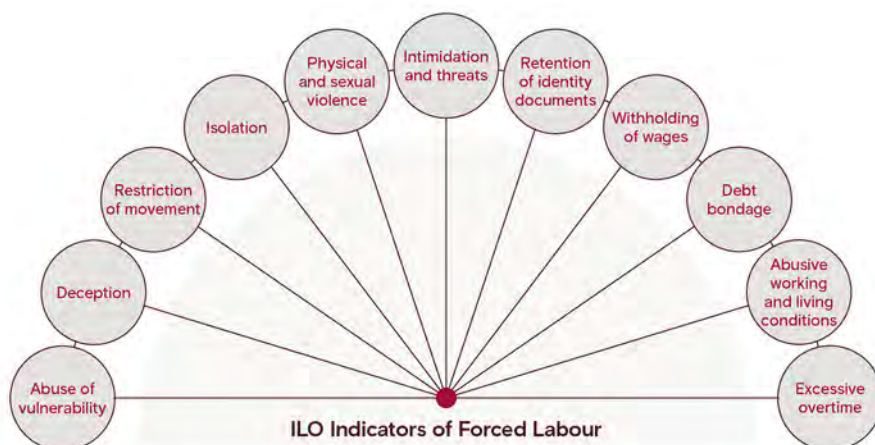 Abuse of
vulnerability
Deception
Restriction
of movement
Isolation
Physical
and sexual
violence
Intimidation
and threats
Retention
of identity
documents
Withholding
of wages
Debt
bondage
Abusive
working
and living
conditions
Excessive
overtime
ILO Indicators of Forced Labour